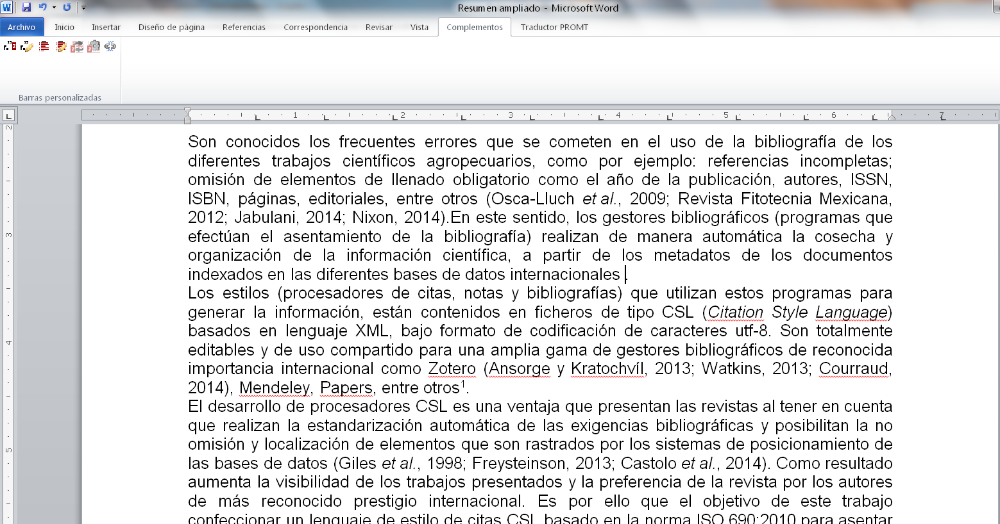 Resumen ampliado - Microsoft Word
Archivo Inicio Insertar Diseño de página Referencias Correspondencia Revisar Vista Complementos Traductor PROMT
Barras personalizadas
1 2 3 4 5 6 7
2
3
4
5
Son conocidos los frecuentes errores que se cometen en el uso de la bibliografía de los
diferentes trabajos científicos agropecuarios, como por ejemplo: referencias incompletas;
omisión de elementos de llenado obligatorio como el año de la publicación, autores, ISSN,
ISBN, páginas, editoriales, entre otros (Osca-Lluch et al., 2009; Revista Fitotecnia Mexicana,
2012; Jabulani, 2014; Nixon, 2014).En este sentido, los gestores bibliográficos (programas que
efectúan el asentamiento de la bibliografía) realizan de manera automática la cosecha y
organización de la información científica, a partir de los metadatos de los documentos
indexados en las diferentes bases de datos internacionales .
Los estilos (procesadores de citas, notas y bibliografías) que utilizan estos programas para
generar la información, están contenidos en ficheros de tipo CSL (Citation Style Language)
basados en lenguaje XML, bajo formato de codificación de caracteres utf-8. Son totalmente
editables y de uso compartido para una amplia gama de gestores bibliográficos de reconocida
importancia internacional como Zotero (Ansorge y Kratochvíl, 2013; Watkins, 2013; Courraud,
2014), Mendeley, Papers, entre otros¹.
El desarrollo de procesadores CSL es una ventaja que presentan las revistas al tener en cuenta
que realizan la estandarización automática de las exigencias bibliográficas y posibilitan la no
omisión y localización de elementos que son rastrados por los sistemas de posicionamiento de
las bases de datos (Giles et al., 1998; Freysteinson, 2013; Castolo et al., 2014). Como resultado
aumenta la visibilidad de los trabajos presentados y la preferencia de la revista por los autores
de más reconocido prestigio internacional. Es por ello que el objetivo de este trabajo
confeccionar un lenguaje de estilo de citas CSL basado en la norma ISO 690:2010 para asentar